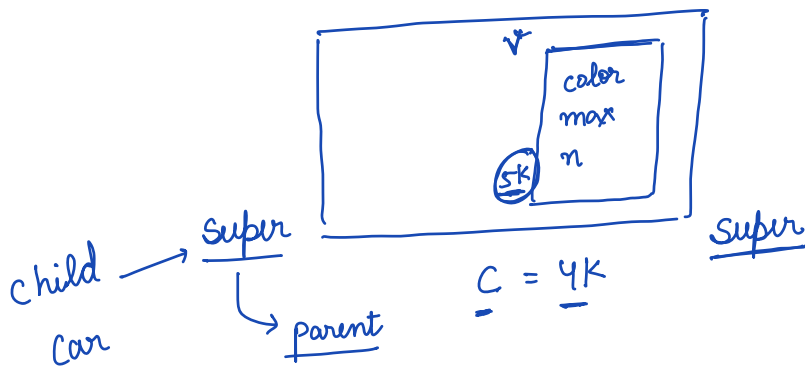 V
color
max
n
5K
super
super
child
C = 4K
parent
car